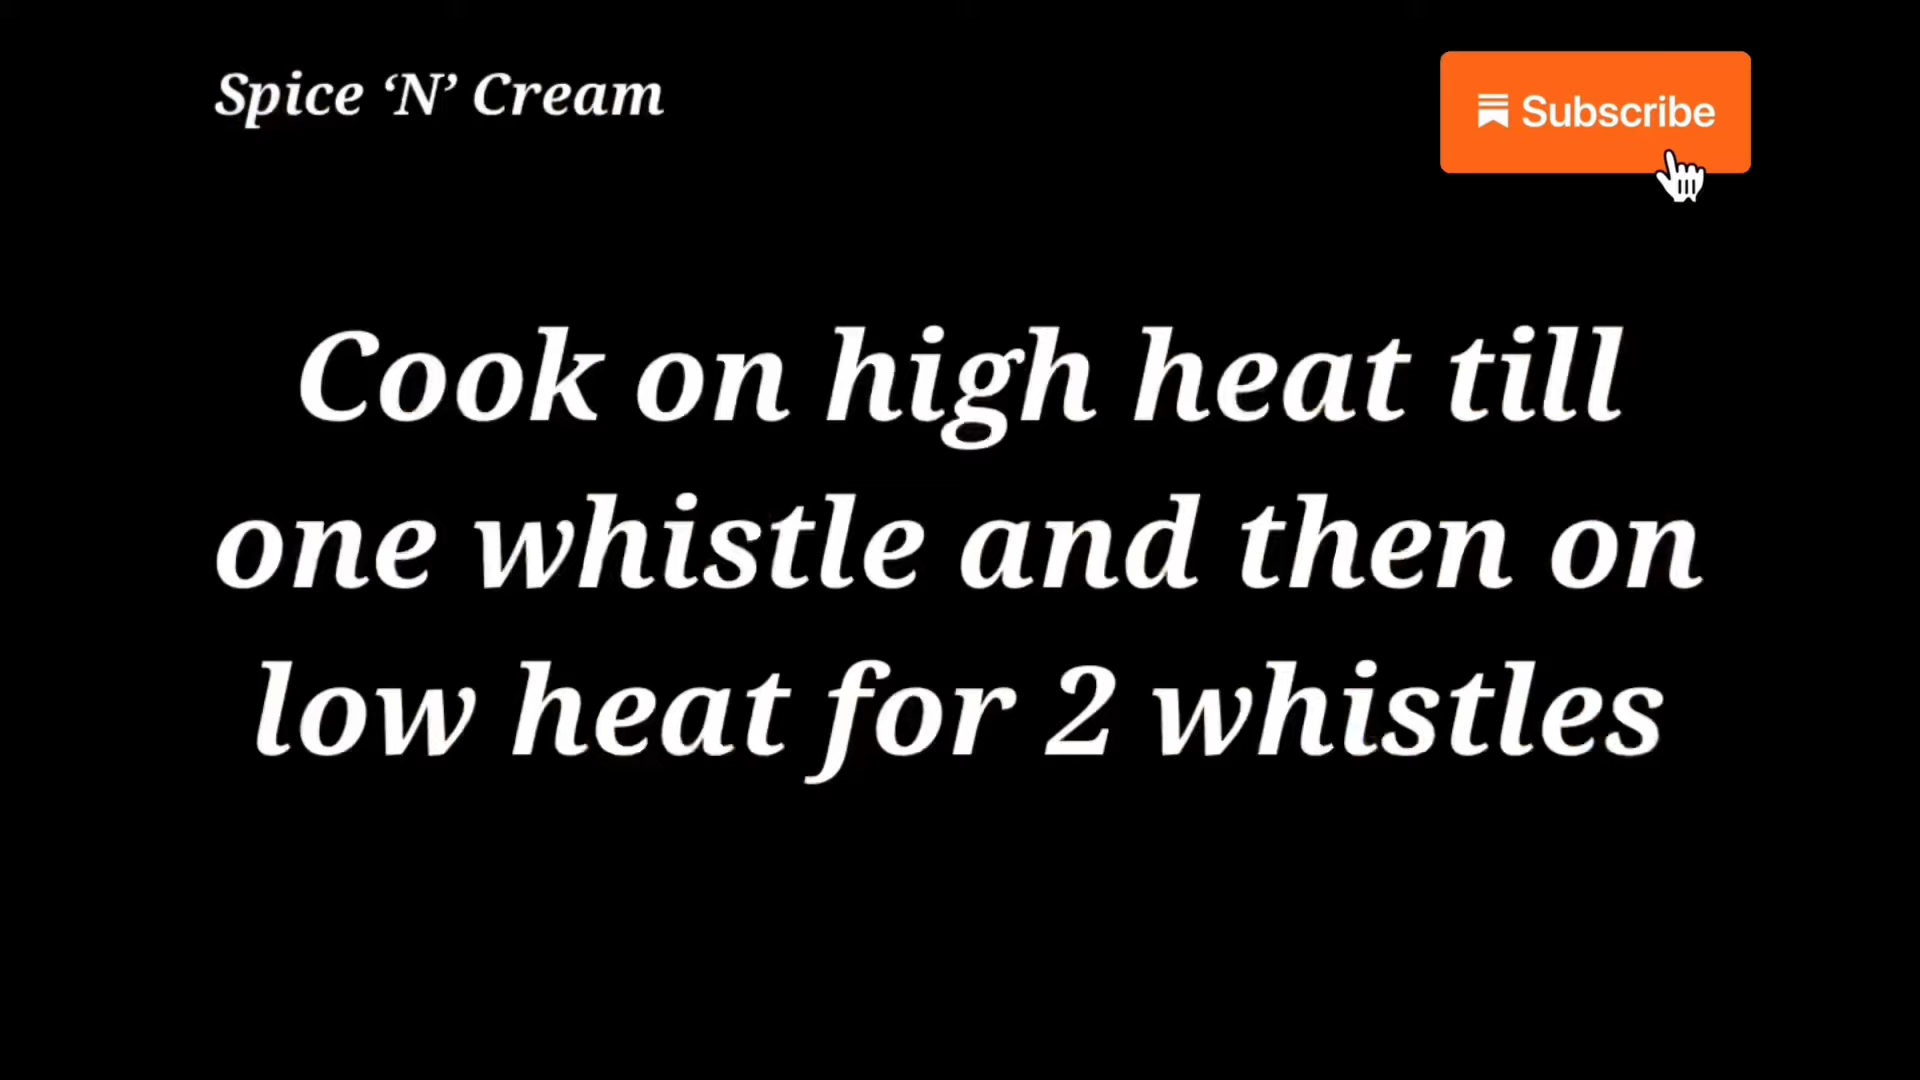 Spice ‘N’ Cream
Subscribe
Cook on high heat till
one whistle and then on
low heat for 2 whistles